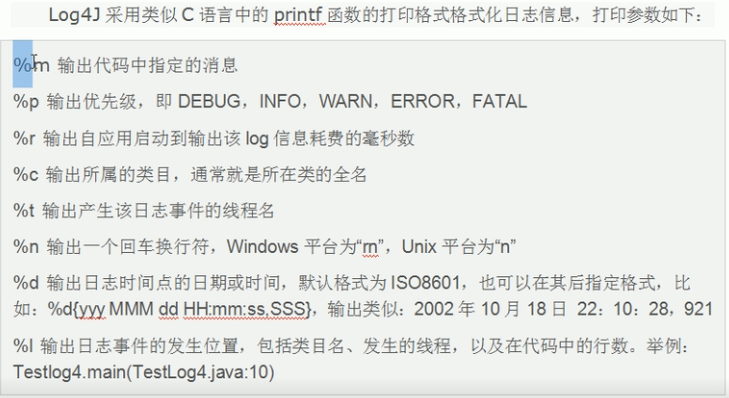 Log4J 采用类似 C 语言中的 printf 函数的打印格式格式化日志信息，打印参数如下：
%m 输出代码中指定的消息
%p 输出优先级，即 DEBUG，INFO，WARN，ERROR，FATAL
%r 输出自应用启动到输出该 log 信息耗费的毫秒数
%c 输出所属的类目，通常就是所在类的全名
%t 输出产生该日志事件的线程名
%n 输出一个回车换行符，Windows 平台为“rn”，Unix 平台为“n”
%d 输出日志时间点的日期或时间，默认格式为 ISO8601，也可以在其后指定格式，比
如：%d{yyy MMM dd HH:mm:ss,SSS}，输出类似：2002 年 10 月 18 日 22：10：28，921
%l 输出日志事件的发生位置，包括类目名、发生的线程，以及在代码中的行数。举例：
Testlog4.main(TestLog4.java:10)